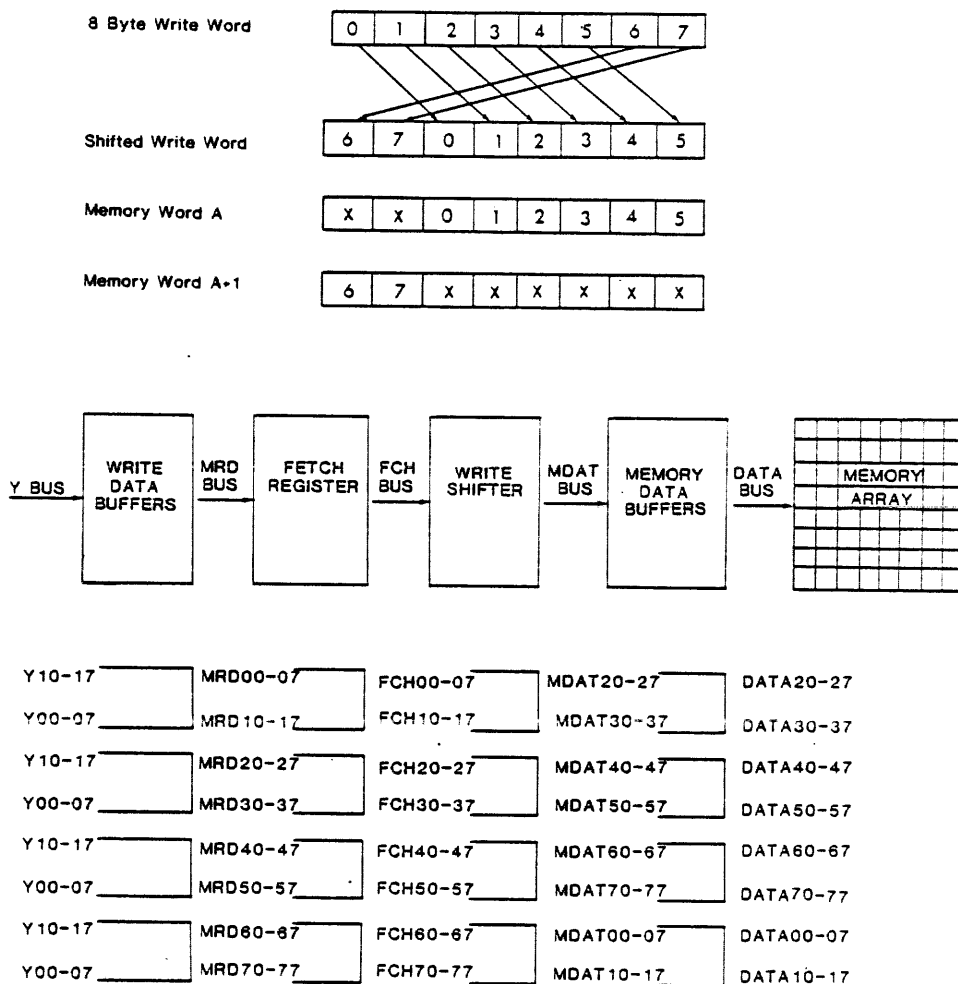 8 Byte Write Word 0 1 2 3 4 5 6 7
Shifted Write Word 6 7 0 1 2 3 4 5
Memory Word A X X 0 1 2 3 4 5
Memory Word A+1 6 7 X X X X X X
Y BUS
WRITE
DATA
BUFFERS
MRD
BUS
FETCH
REGISTER
FCH
BUS
WRITE
SHIFTER
MDAT
BUS
MEMORY
DATA
BUFFERS
DATA
BUS
MEMORY
ARRAY
Y10-17 MRD00-07 FCH00-07 MDAT20-27 DATA20-27
Y00-07 MRD10-17 FCH10-17 MDAT30-37 DATA30-37
Y10-17 MRD20-27 FCH20-27 MDAT40-47 DATA40-47
Y00-07 MRD30-37 FCH30-37 MDAT50-57 DATA50-57
Y10-17 MRD40-47 FCH40-47 MDAT60-67 DATA60-67
Y00-07 MRD50-57 FCH50-57 MDAT70-77 DATA70-77
Y10-17 MRD60-67 FCH60-67 MDAT00-07 DATA00-07
Y00-07 MRD70-77 FCH70-77 MDAT10-17 DATA10-17